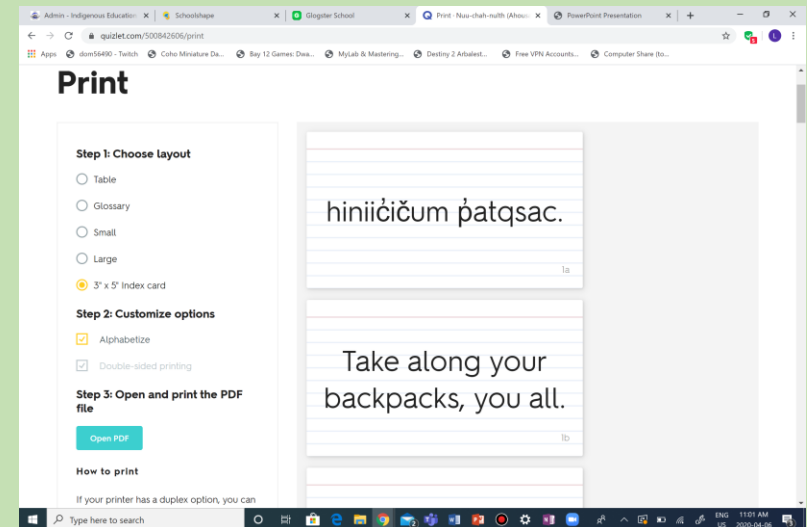 Admin - Indigenous Education
Schoolshape
Glogster School
Print - Nuu-chah-nulth (Ahous
PowerPoint Presentation
quizlet.com/500842606/print
Apps
dom56490 - Twitch
Coho Miniature Da...
Bay 12 Games: Dwa...
MyLab & Mastering...
Destiny 2 Arbalest...
Free VPN Accounts...
Computer Share (to...
Print
Step 1: Choose layout
Table
Glossary
Small
Large
3" x 5" Index card
Step 2: Customize options
Alphabetize
Double-sided printing
Step 3: Open and print the PDF
file
Open PDF
How to print
If your printer has a duplex option, you can
hiniic̓ičum p̓atqsac.
1a
Take along your
backpacks, you all.
1b
Type here to search
ENG
US
11:01 AM
2020-04-06